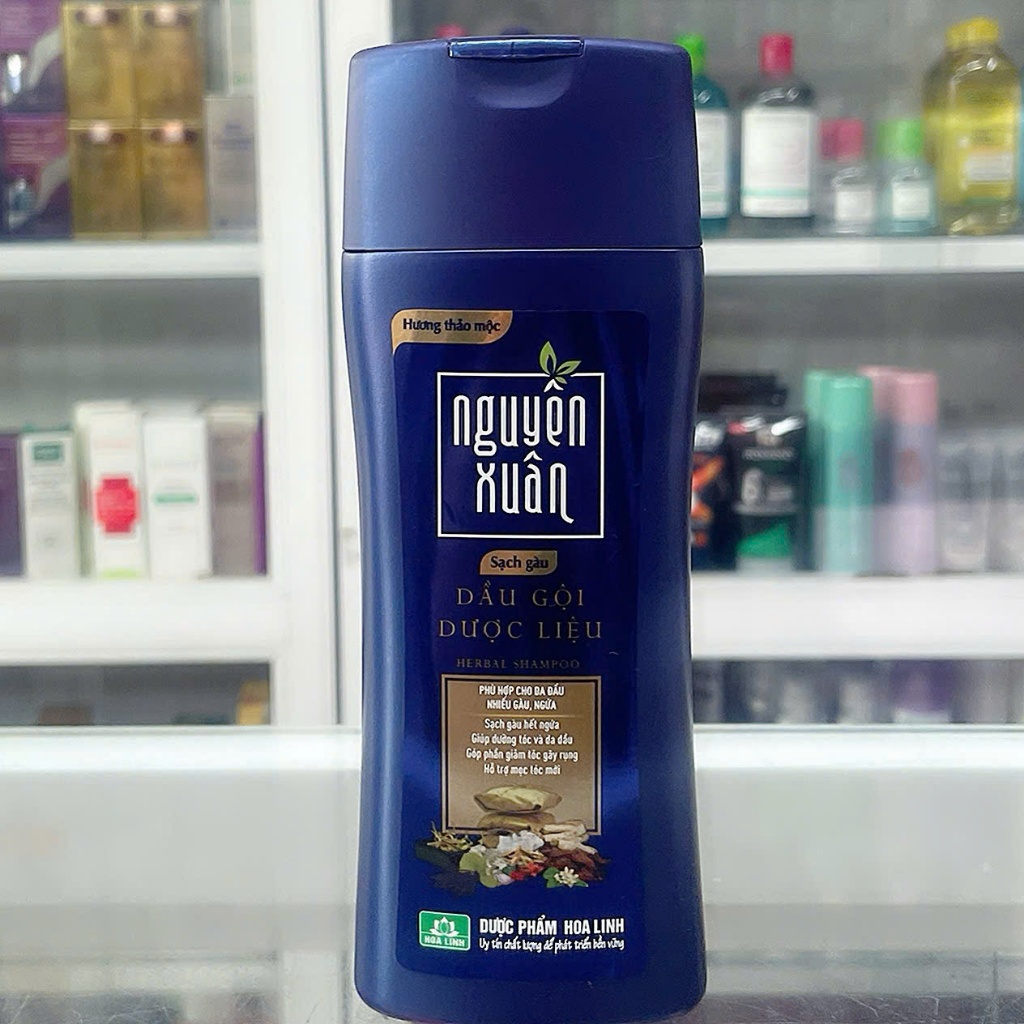 Hương thảo mộc
nguyên
xuân
Sạch gàu
DẦU GỘI
DƯỢC LIỆU
HERBAL SHAMPOO
PHÙ HỢP CHO DA ĐẦU
NHIỀU GÀU, NGỨA
Sạch gàu hết ngứa
Giúp dưỡng tóc và da đầu
Góp phần giảm tóc gãy rụng
Hỗ trợ mọc tóc mới
HOA LINH
DƯỢC PHẨM HOA LINH
Uy tín chất lượng để phát triển bền vững